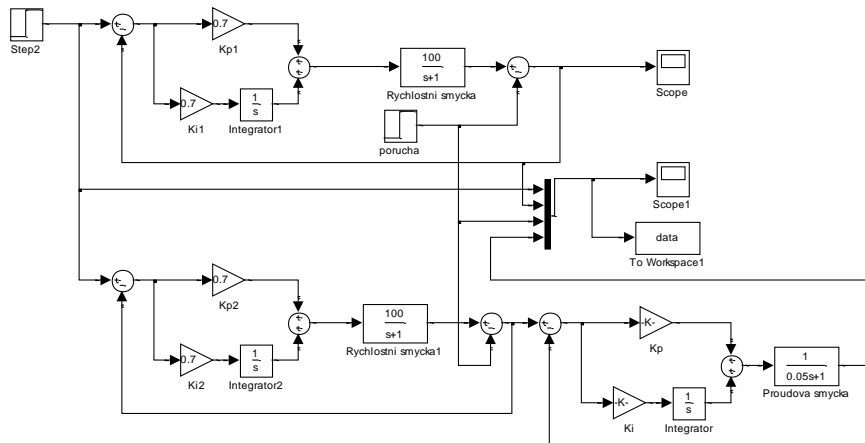 Step2
0.7
Kp1
0.7
Ki1
1
s
Integrator1
100
s+1
Rychlostni smycka
porucha
Scope
Scope1
data
To Workspace1
0.7
Kp2
0.7
Ki2
1
s
Integrator2
100
s+1
Rychlostni smycka1
-K-
Kp
-K-
Ki
1
s
Integrator
1
0.05s+1
Proudova smycka